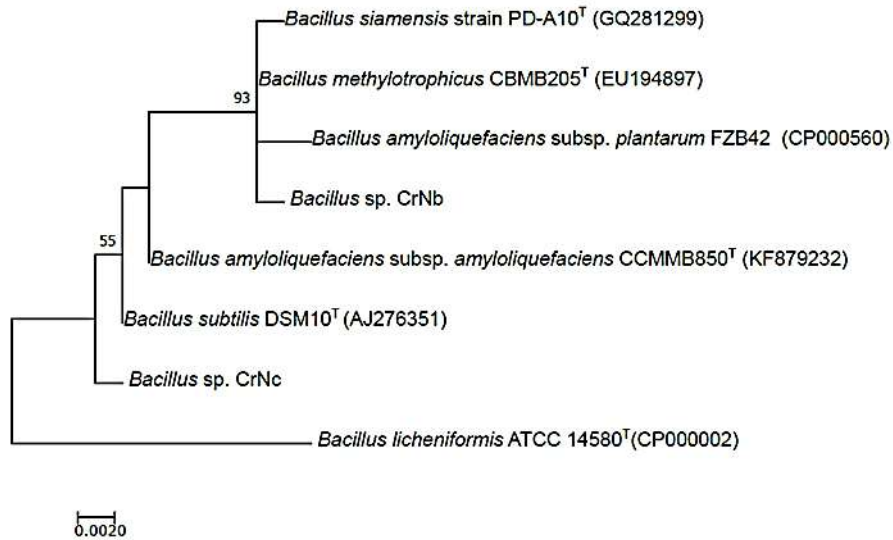 Bacillus siamensis strain PD-A10ᵀ (GQ281299)
Bacillus methylotrophicus CBMB205ᵀ (EU194897)
93
Bacillus amyloliquefaciens subsp. plantarum FZB42 (CP000560)
Bacillus sp. CrNb
55
Bacillus amyloliquefaciens subsp. amyloliquefaciens CCMMB850ᵀ (KF879232)
Bacillus subtilis DSM10ᵀ (AJ276351)
Bacillus sp. CrNc
Bacillus licheniformis ATCC 14580ᵀ(CP000002)
0.0020